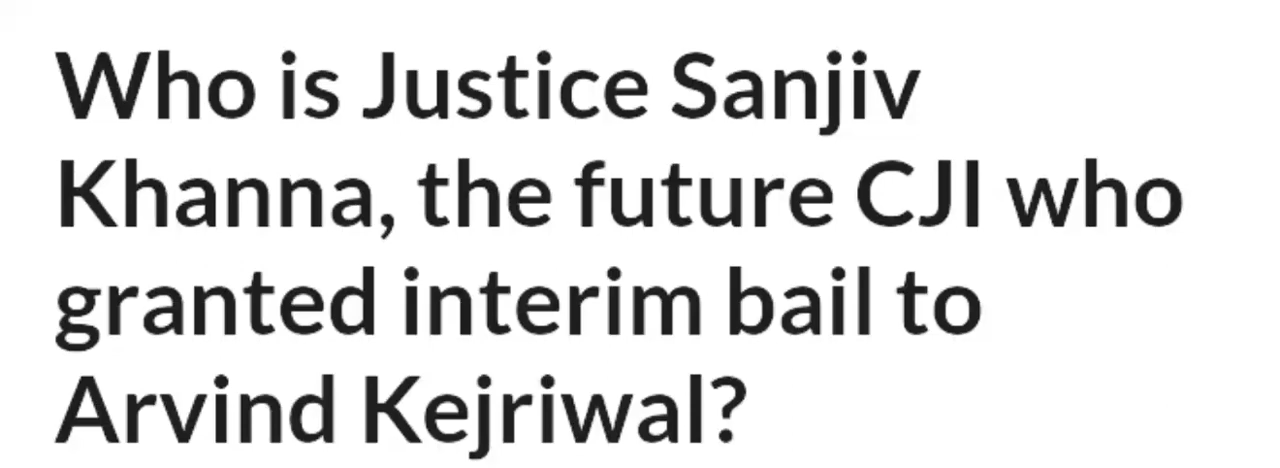 Who is Justice Sanjiv
Khanna, the future CJI who
granted interim bail to
Arvind Kejriwal?